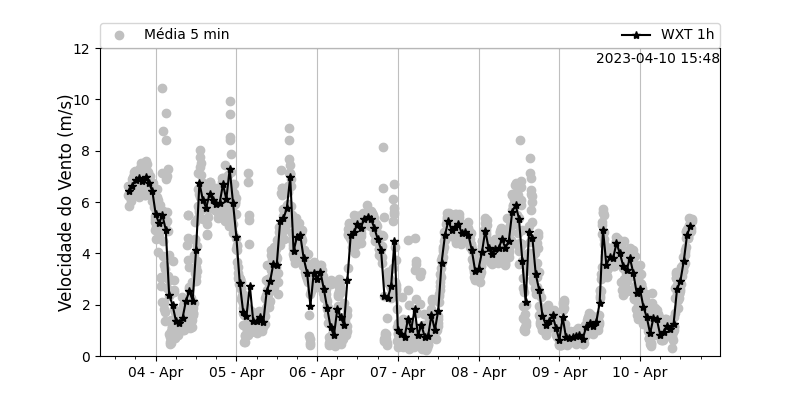 Média 5 min
WXT 1h
2023-04-10 15:48
Velocidade do Vento (m/s)
12
10
8
6
4
2
0
04 - Apr
05 - Apr
06 - Apr
07 - Apr
08 - Apr
09 - Apr
10 - Apr